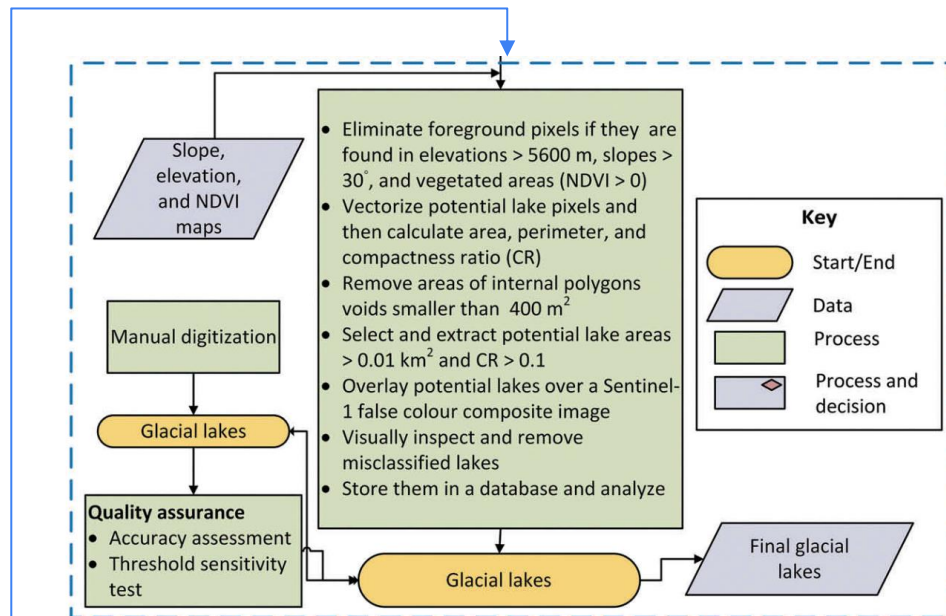 Slope,
elevation,
and NDVI
maps
• Eliminate foreground pixels if they are
found in elevations > 5600 m, slopes >
30°, and vegetated areas (NDVI > 0)
• Vectorize potential lake pixels and
then calculate area, perimeter, and
compactness ratio (CR)
• Remove areas of internal polygons
voids smaller than 400 m²
• Select and extract potential lake areas
> 0.01 km² and CR > 0.1
• Overlay potential lakes over a Sentinel-
1 false colour composite image
• Visually inspect and remove
misclassified lakes
• Store them in a database and analyze
Key
Start/End
Data
Process
Process and
decision
Manual digitization
Glacial lakes
Quality assurance
• Accuracy assessment
• Threshold sensitivity
test
Glacial lakes
Final glacial
lakes